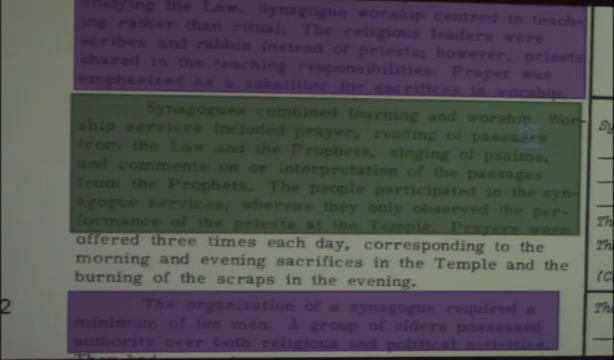 studying the Law. Synagogue worship centred in teach-
ing rather than ritual. The religious leaders were
scribes and rabbis instead of priests; however, priests
shared in the teaching responsibilities. Prayer was
emphasized as a substitute for sacrifices in worship.
Synagogues combined learning and worship. Wor-
ship services included prayer, reading of passages
from the Law and the Prophets, singing of psalms,
and comments on or interpretation of the passages
from the Prophets. The people participated in the syn-
agogue services, whereas they only observed the per-
formance of the priests at the Temple. Prayers were
offered three times each day, corresponding to the
morning and evening sacrifices in the Temple and the
burning of the scraps in the evening.
2
The organization of a synagogue required a
minimum of ten men. A group of elders possessed
authority over both religious and political activities.
Sy
Th
Th
(C
Th